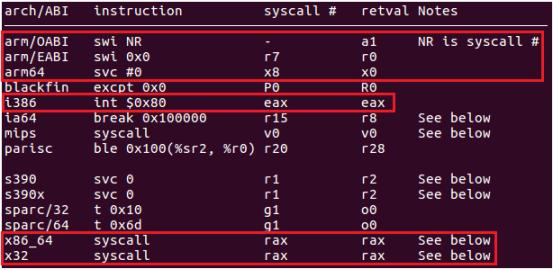 arch/ABI instruction syscall # retval Notes
arm/OABI swi NR - a1 NR is syscall #
arm/EABI swi 0x0 r7 r0
arm64 svc #0 x8 x0
blackfin excpt 0x0 P0 R0
i386 int $0x80 eax eax
ia64 break 0x100000 r15 r8 See below
mips syscall v0 v0 See below
parisc ble 0x100(%sr2, %r0) r20 r28
s390 svc 0 r1 r2 See below
s390x svc 0 r1 r2 See below
sparc/32 t 0x10 g1 o0
sparc/64 t 0x6d g1 o0
x86_64 syscall rax rax See below
x32 syscall rax rax See below